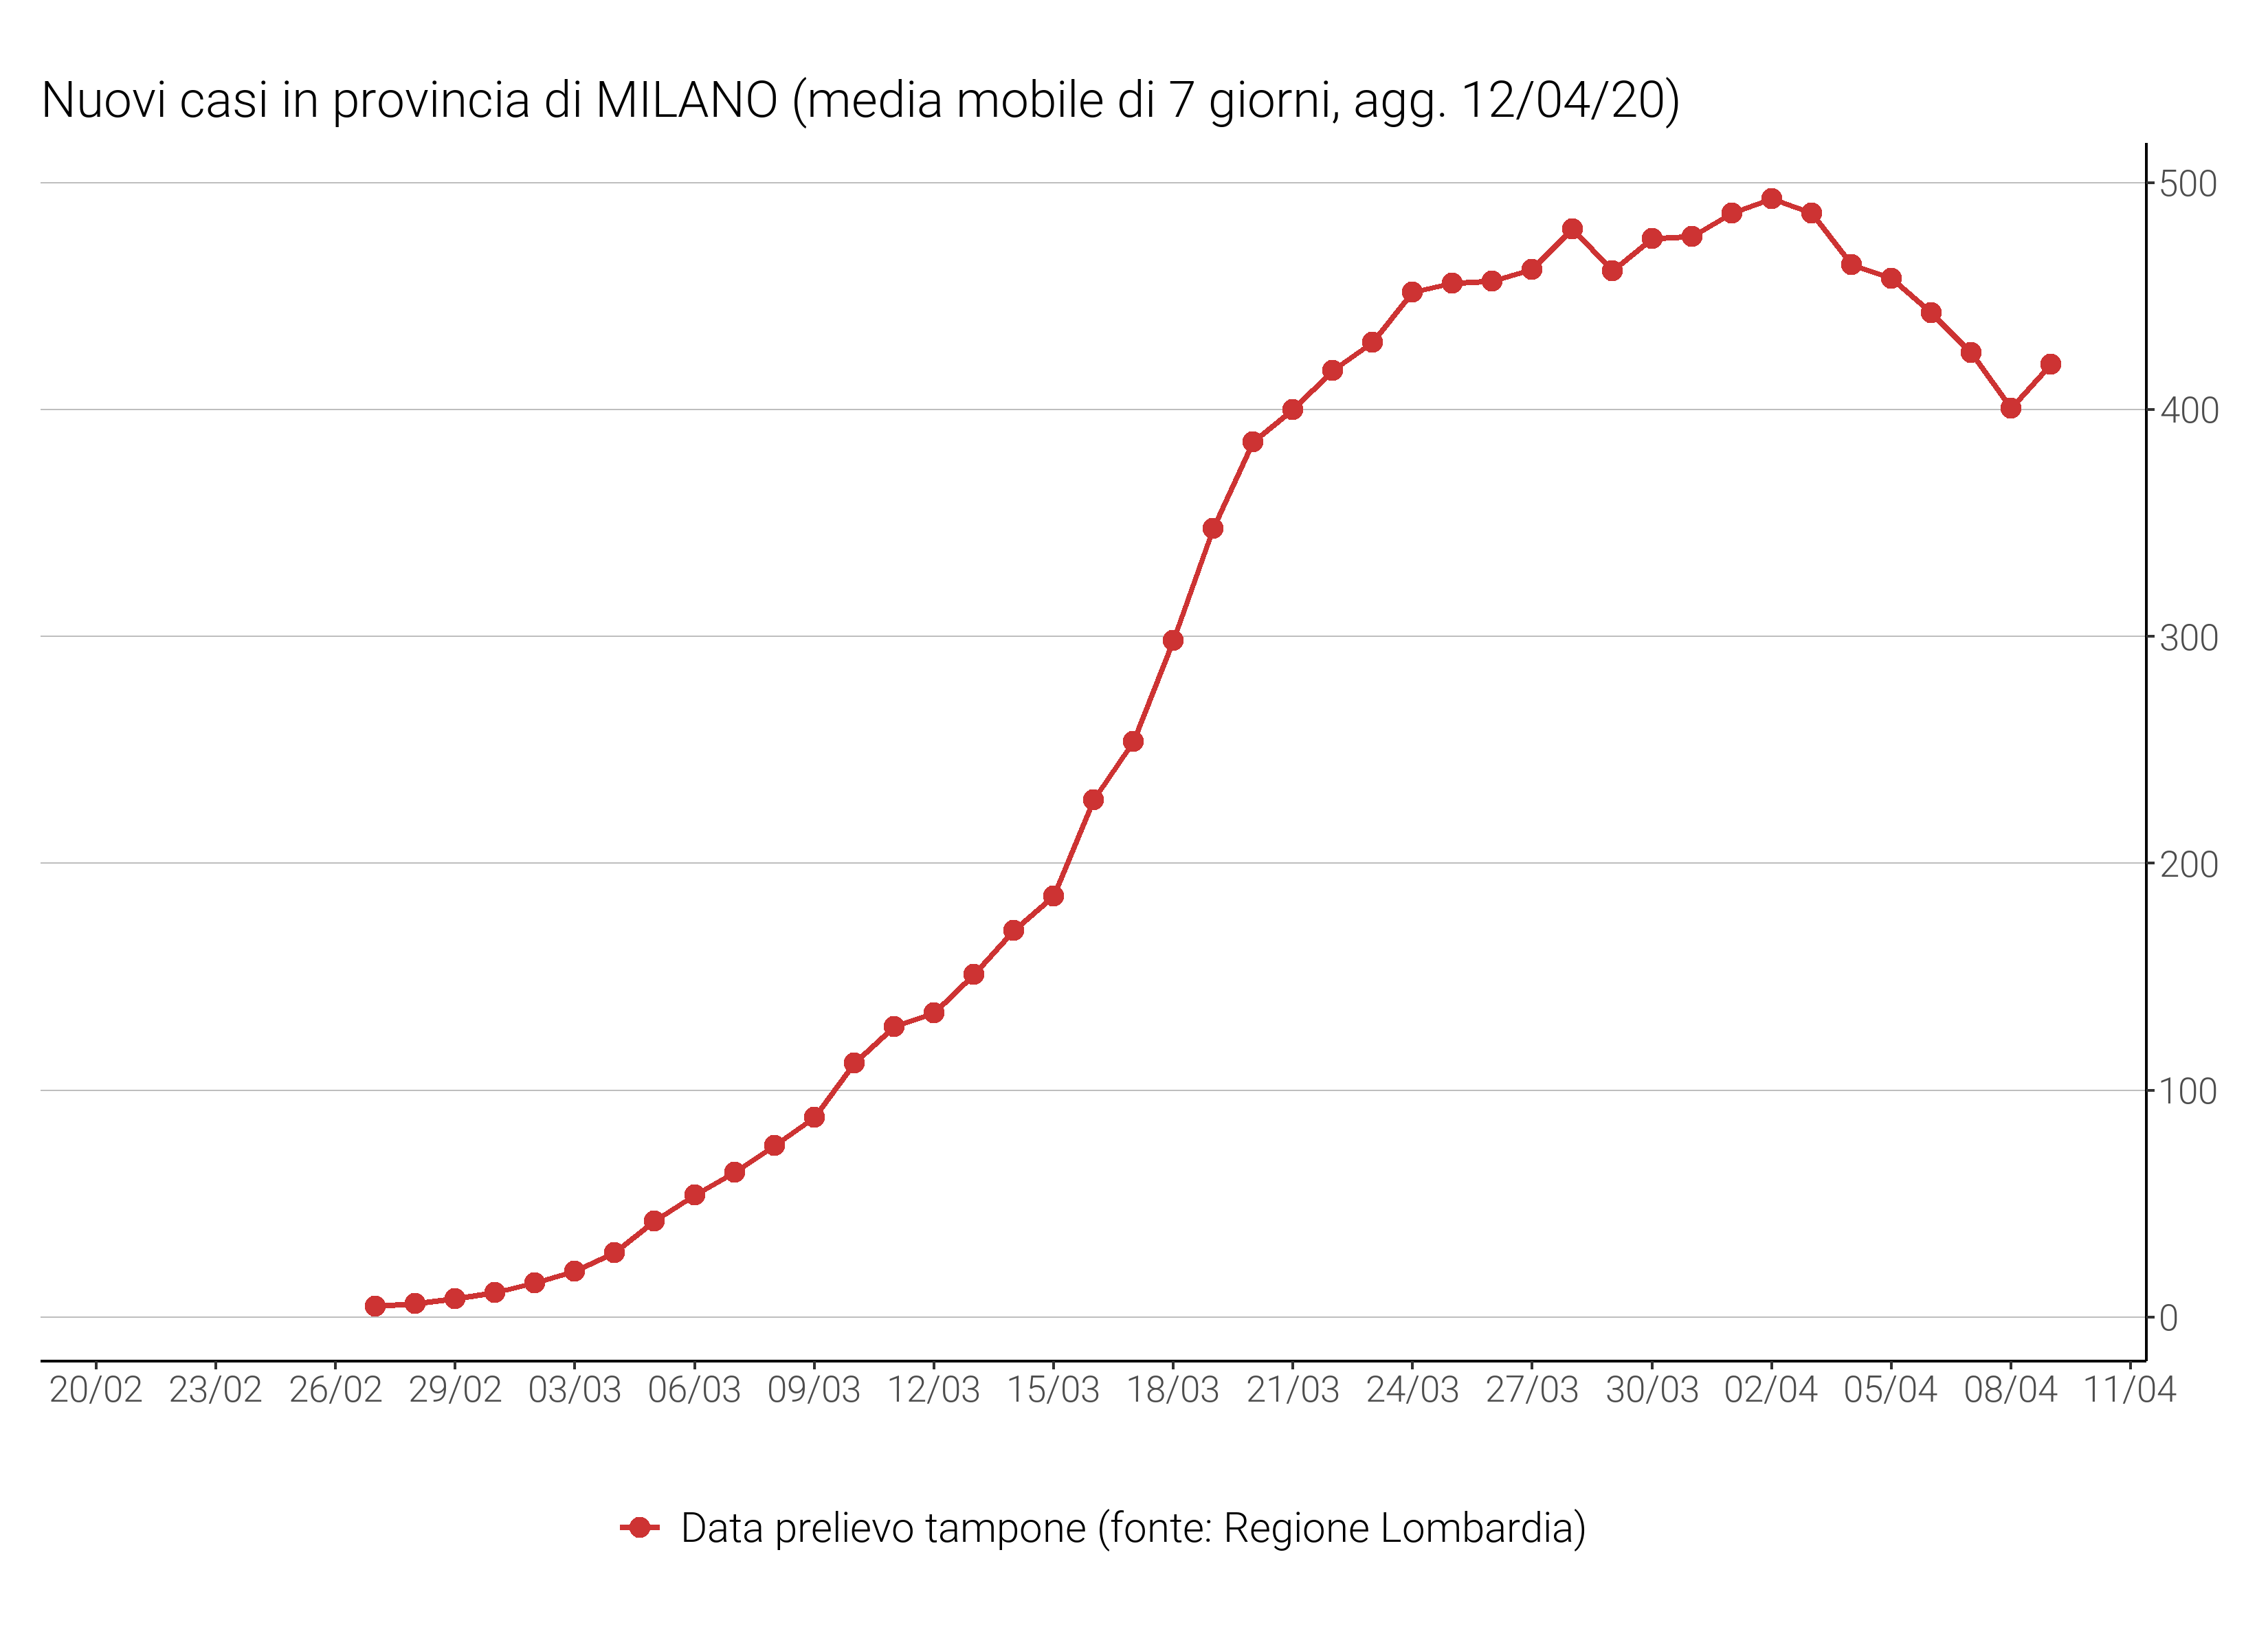 Nuovi casi in provincia di MILANO (media mobile di 7 giorni, agg. 12/04/20)
500
400
300
200
100
0
20/02 23/02 26/02 29/02 03/03 06/03 09/03 12/03 15/03 18/03 21/03 24/03 27/03 30/03 02/04 05/04 08/04 11/04
Data prelievo tampone (fonte: Regione Lombardia)